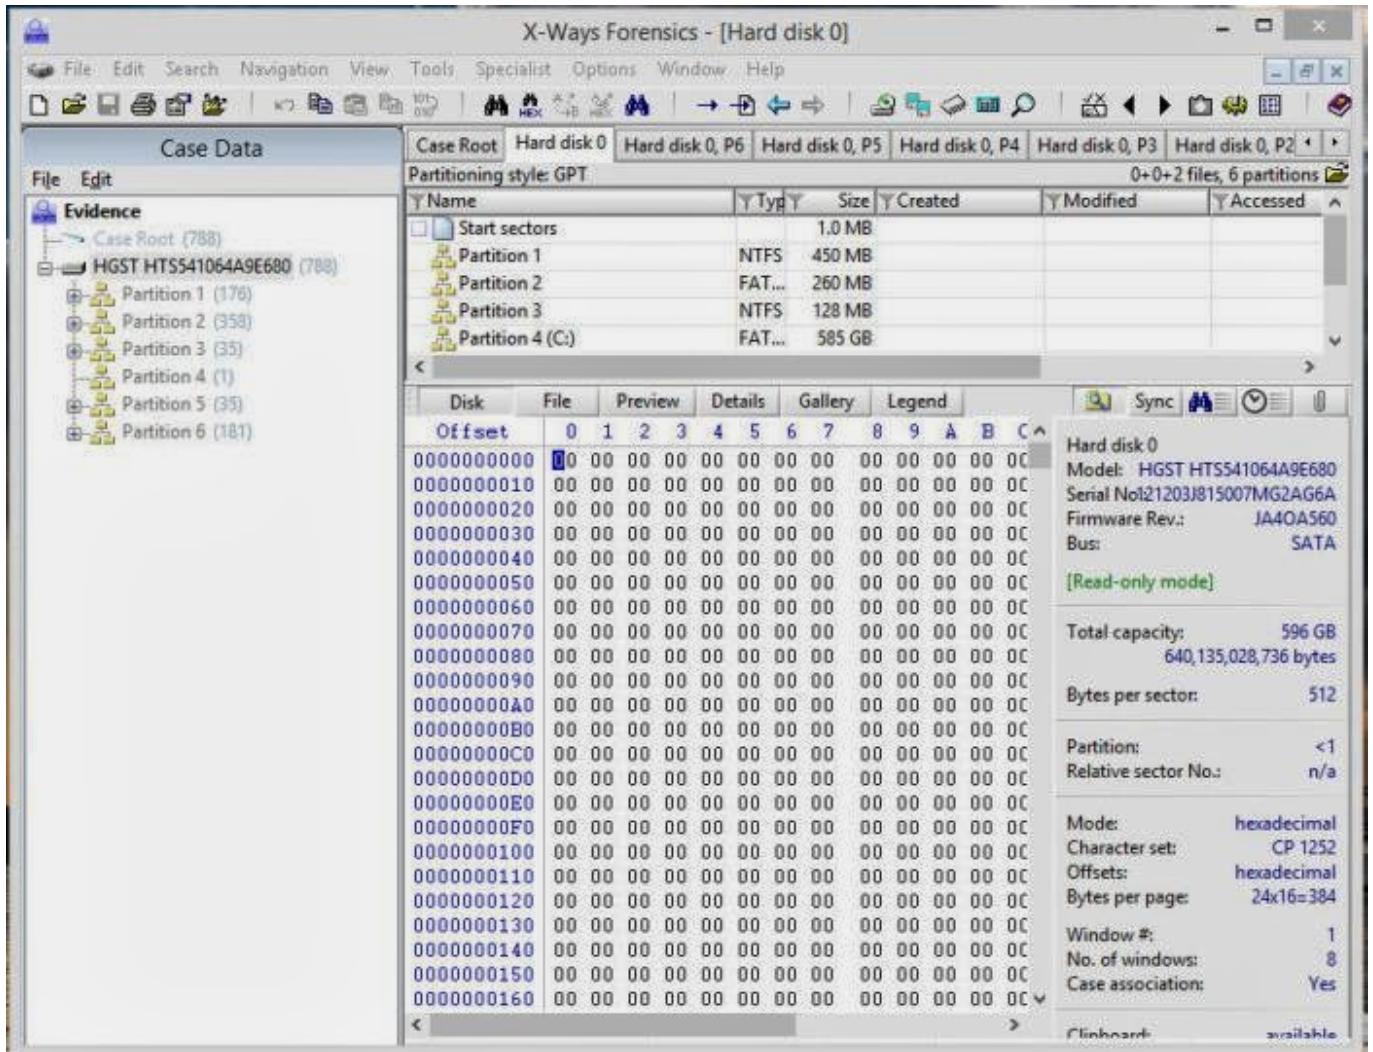 X-Ways Forensics - [Hard disk 0]
File Edit Search Navigation View Tools Specialist Options Window Help
Case Data
File Edit
Evidence
Case Root (788)
HGST HTS541064A9E680 (788)
Partition 1 (176)
Partition 2 (358)
Partition 3 (35)
Partition 4 (1)
Partition 5 (35)
Partition 6 (181)
Case Root Hard disk 0 Hard disk 0, P6 Hard disk 0, P5 Hard disk 0, P4 Hard disk 0, P3 Hard disk 0, P2
Partitioning style: GPT 0+0+2 files, 6 partitions
Name Typ Size Created Modified Accessed
Start sectors 1.0 MB
Partition 1 NTFS 450 MB
Partition 2 FAT... 260 MB
Partition 3 NTFS 128 MB
Partition 4 (C:) FAT... 585 GB
Disk File Preview Details Gallery Legend Sync
Offset 0 1 2 3 4 5 6 7 8 9 A B C
0000000000 00 00 00 00 00 00 00 00 00 00 00 00 0C
0000000010 00 00 00 00 00 00 00 00 00 00 00 00 0C
0000000020 00 00 00 00 00 00 00 00 00 00 00 00 0C
0000000030 00 00 00 00 00 00 00 00 00 00 00 00 0C
0000000040 00 00 00 00 00 00 00 00 00 00 00 00 0C
0000000050 00 00 00 00 00 00 00 00 00 00 00 00 0C
0000000060 00 00 00 00 00 00 00 00 00 00 00 00 0C
0000000070 00 00 00 00 00 00 00 00 00 00 00 00 0C
0000000080 00 00 00 00 00 00 00 00 00 00 00 00 0C
0000000090 00 00 00 00 00 00 00 00 00 00 00 00 0C
00000000A0 00 00 00 00 00 00 00 00 00 00 00 00 0C
00000000B0 00 00 00 00 00 00 00 00 00 00 00 00 0C
00000000C0 00 00 00 00 00 00 00 00 00 00 00 00 0C
00000000D0 00 00 00 00 00 00 00 00 00 00 00 00 0C
00000000E0 00 00 00 00 00 00 00 00 00 00 00 00 0C
00000000F0 00 00 00 00 00 00 00 00 00 00 00 00 0C
0000000100 00 00 00 00 00 00 00 00 00 00 00 00 0C
0000000110 00 00 00 00 00 00 00 00 00 00 00 00 0C
0000000120 00 00 00 00 00 00 00 00 00 00 00 00 0C
0000000130 00 00 00 00 00 00 00 00 00 00 00 00 0C
0000000140 00 00 00 00 00 00 00 00 00 00 00 00 0C
0000000150 00 00 00 00 00 00 00 00 00 00 00 00 0C
0000000160 00 00 00 00 00 00 00 00 00 00 00 00 0C
Hard disk 0
Model: HGST HTS541064A9E680
Serial No 121203J815007MG2AG6A
Firmware Rev.: JA4OA560
Bus: SATA
[Read-only mode]
Total capacity: 596 GB
640,135,028,736 bytes
Bytes per sector: 512
Partition: <1
Relative sector No.: n/a
Mode: hexadecimal
Character set: CP 1252
Offsets: hexadecimal
Bytes per page: 24x16=384
Window #: 1
No. of windows: 8
Case association: Yes
Clipboard: available